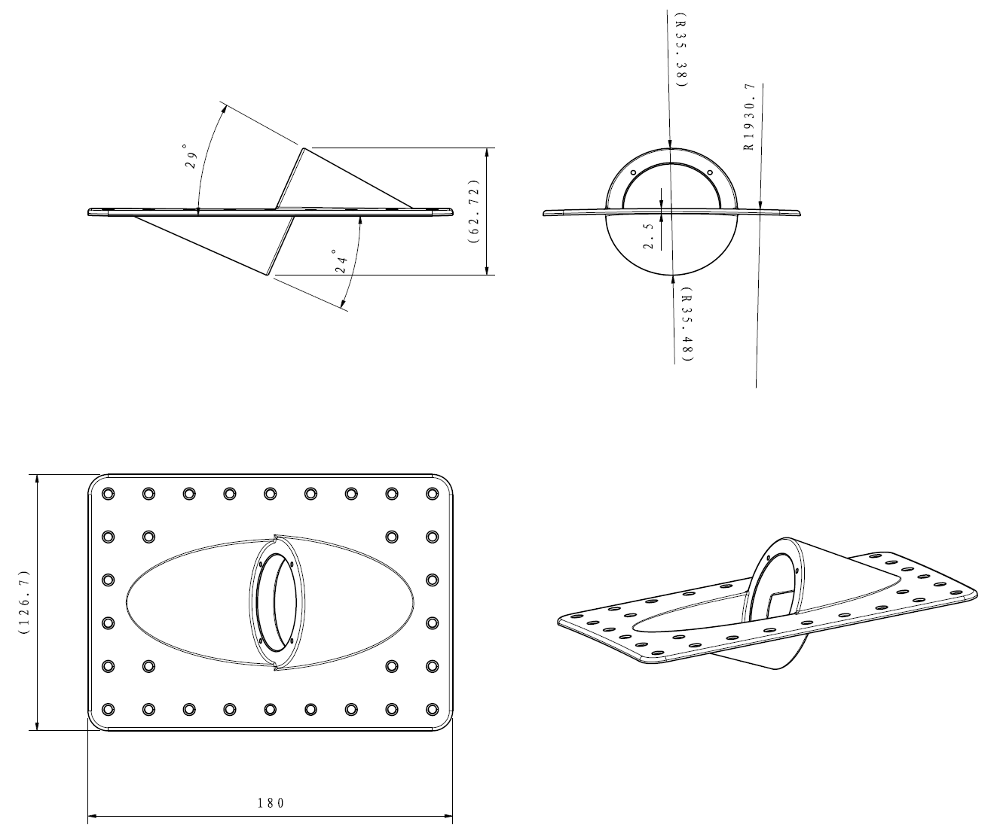 29°
24°
(62.72)
(R35.38)
R1930.7
2.5
(R35.48)
(126.7)
180